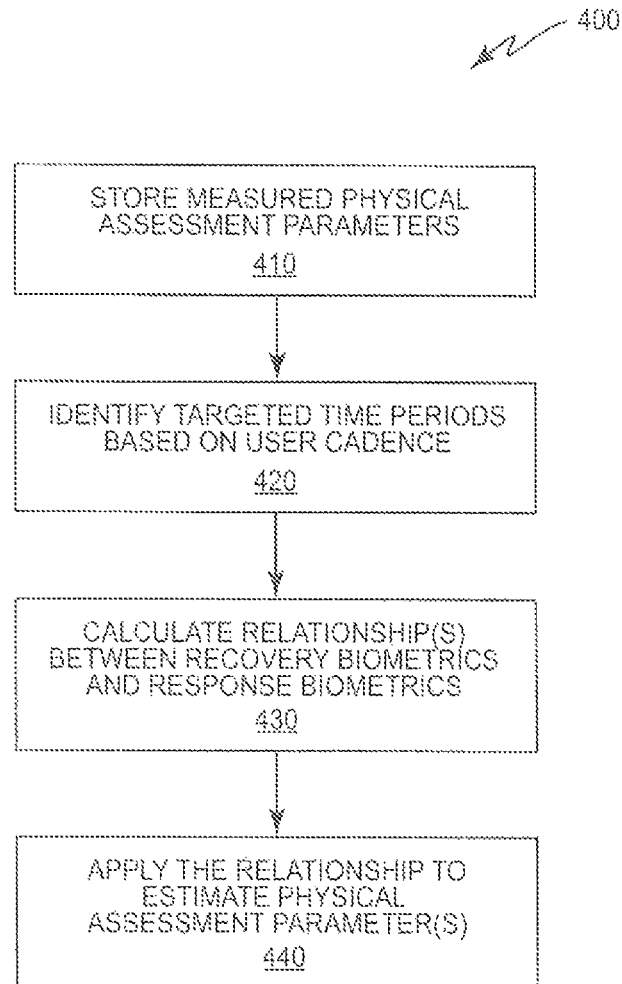 400
STORE MEASURED PHYSICAL
ASSESSMENT PARAMETERS
410
IDENTIFY TARGETED TIME PERIODS
BASED ON USER CADENCE
420
CALCULATE RELATIONSHIP(S)
BETWEEN RECOVERY BIOMETRICS
AND RESPONSE BIOMETRICS
430
APPLY THE RELATIONSHIP TO
ESTIMATE PHYSICAL
ASSESSMENT PARAMETER(S)
440